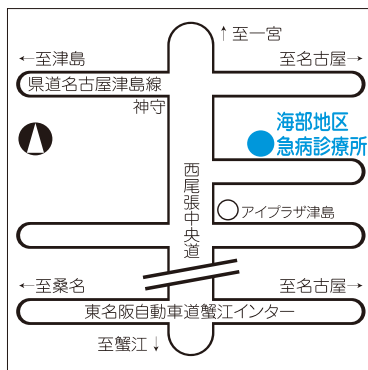 ↑至一宮
←至津島
至名古屋→
県道名古屋津島線
神守
海部地区
急病診療所
西尾張中央道
アイプラザ津島
←至桑名
至名古屋→
東名阪自動車道蟹江インター
至蟹江↓